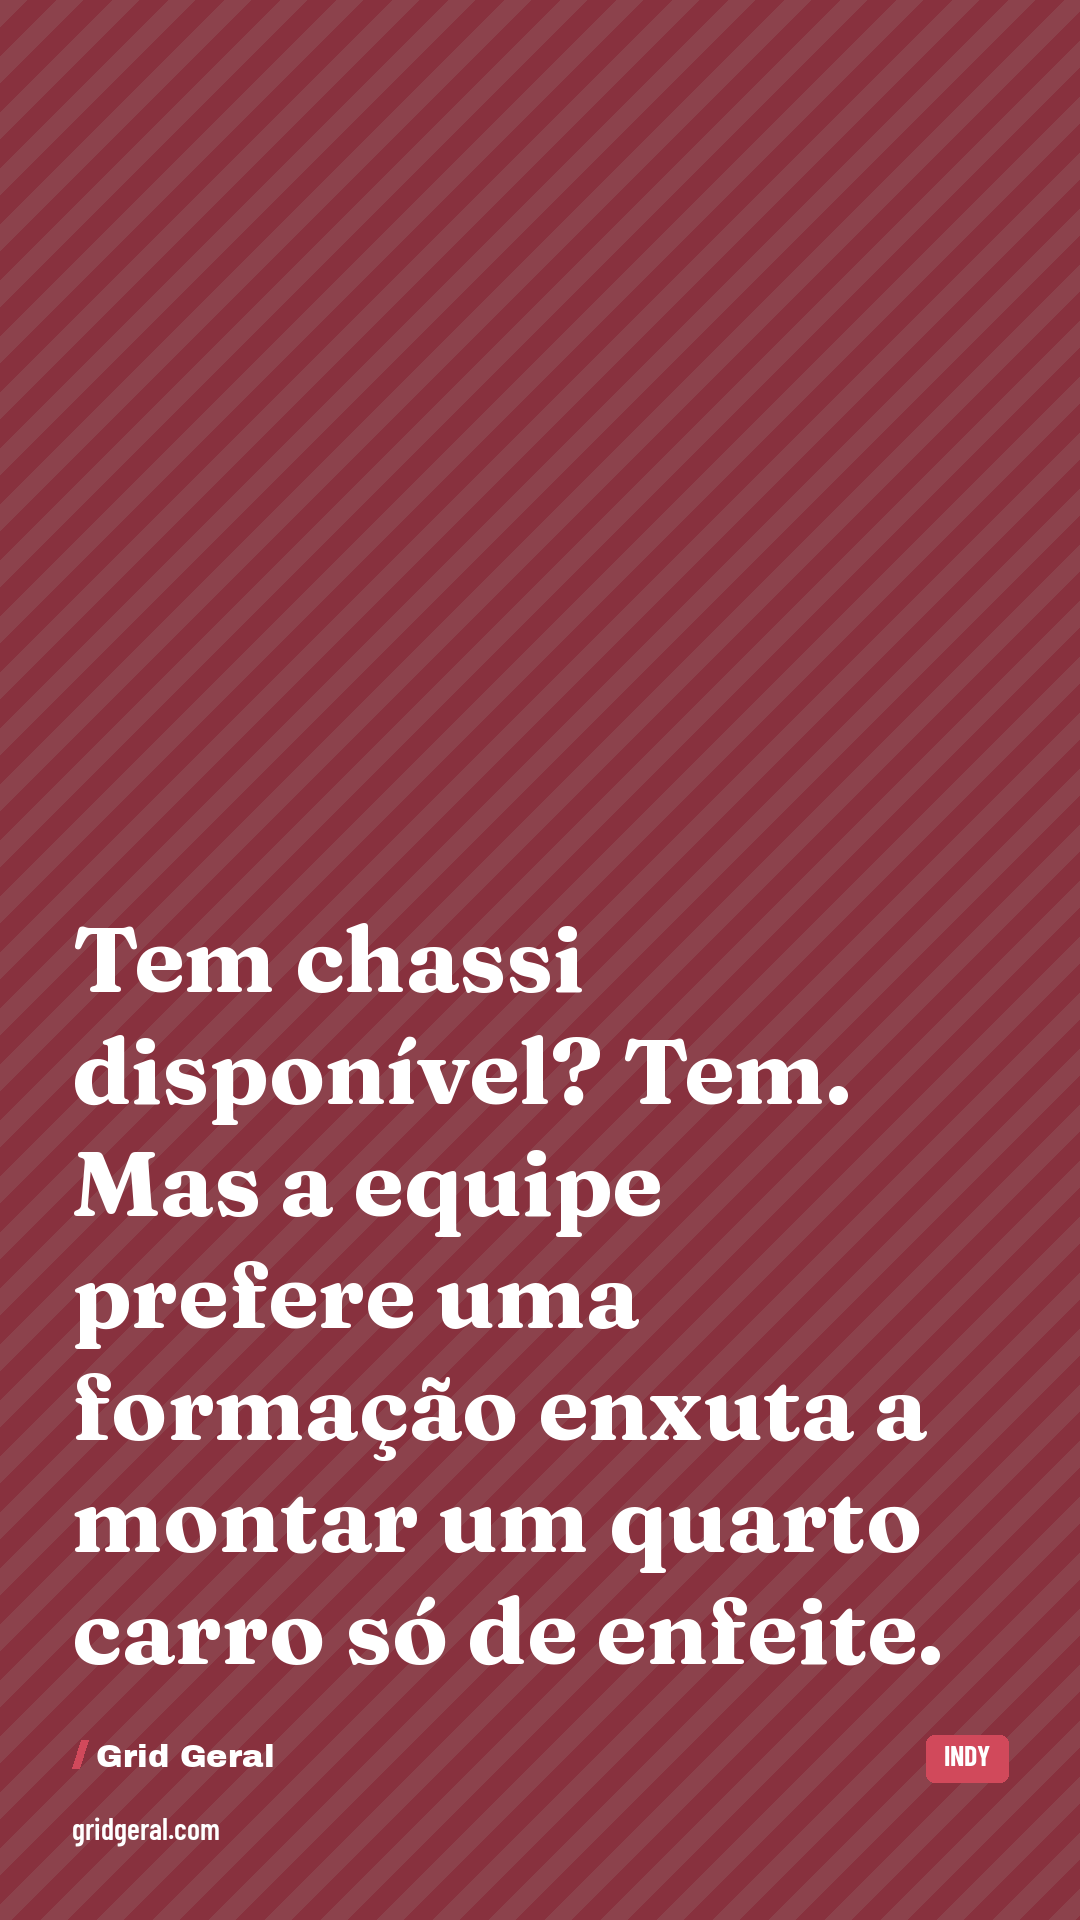 Tem chassi
disponível? Tem.
Mas a equipe
prefere uma
formação enxuta a
montar um quarto
carro só de enfeite.
/ Grid Geral
INDY
gridgeral.com